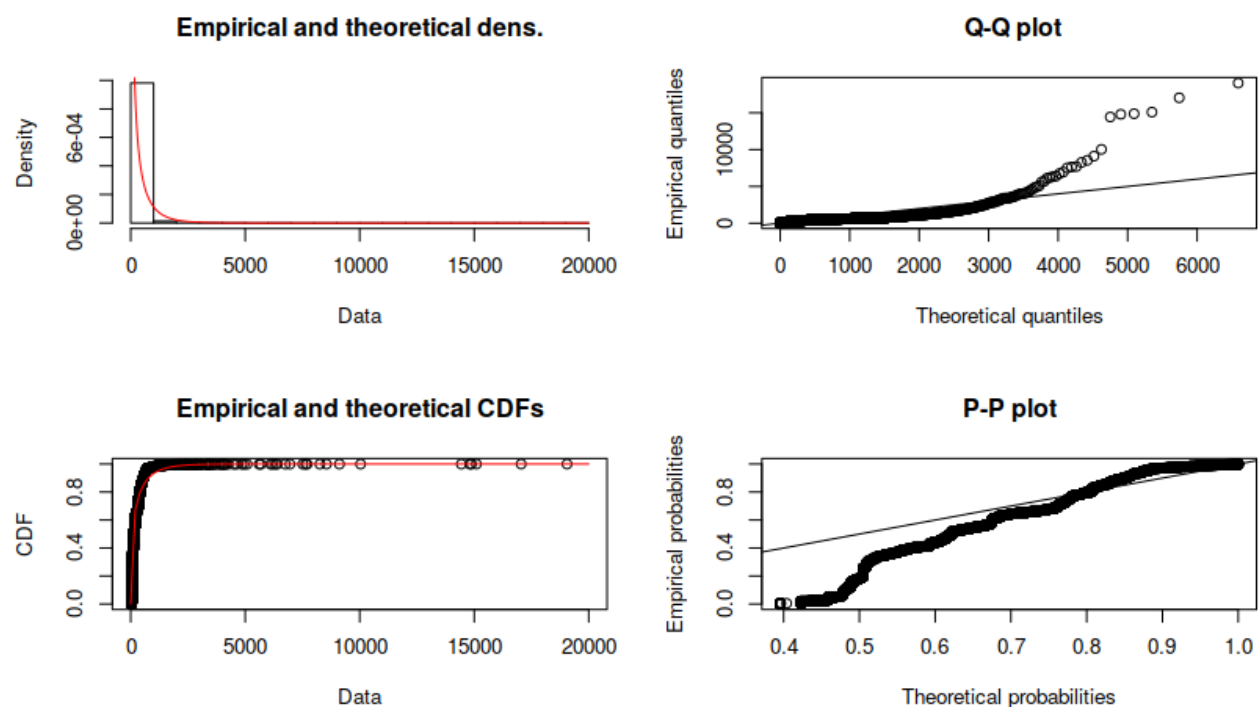 Empirical and theoretical dens.
Density
0e+00 6e-04
0 5000 10000 15000 20000
Data
Q-Q plot
Empirical quantiles
0 10000
0 1000 2000 3000 4000 5000 6000
Theoretical quantiles
Empirical and theoretical CDFs
CDF
0.0 0.4 0.8
0 5000 10000 15000 20000
Data
P-P plot
Empirical probabilities
0.0 0.4 0.8
0.4 0.5 0.6 0.7 0.8 0.9 1.0
Theoretical probabilities